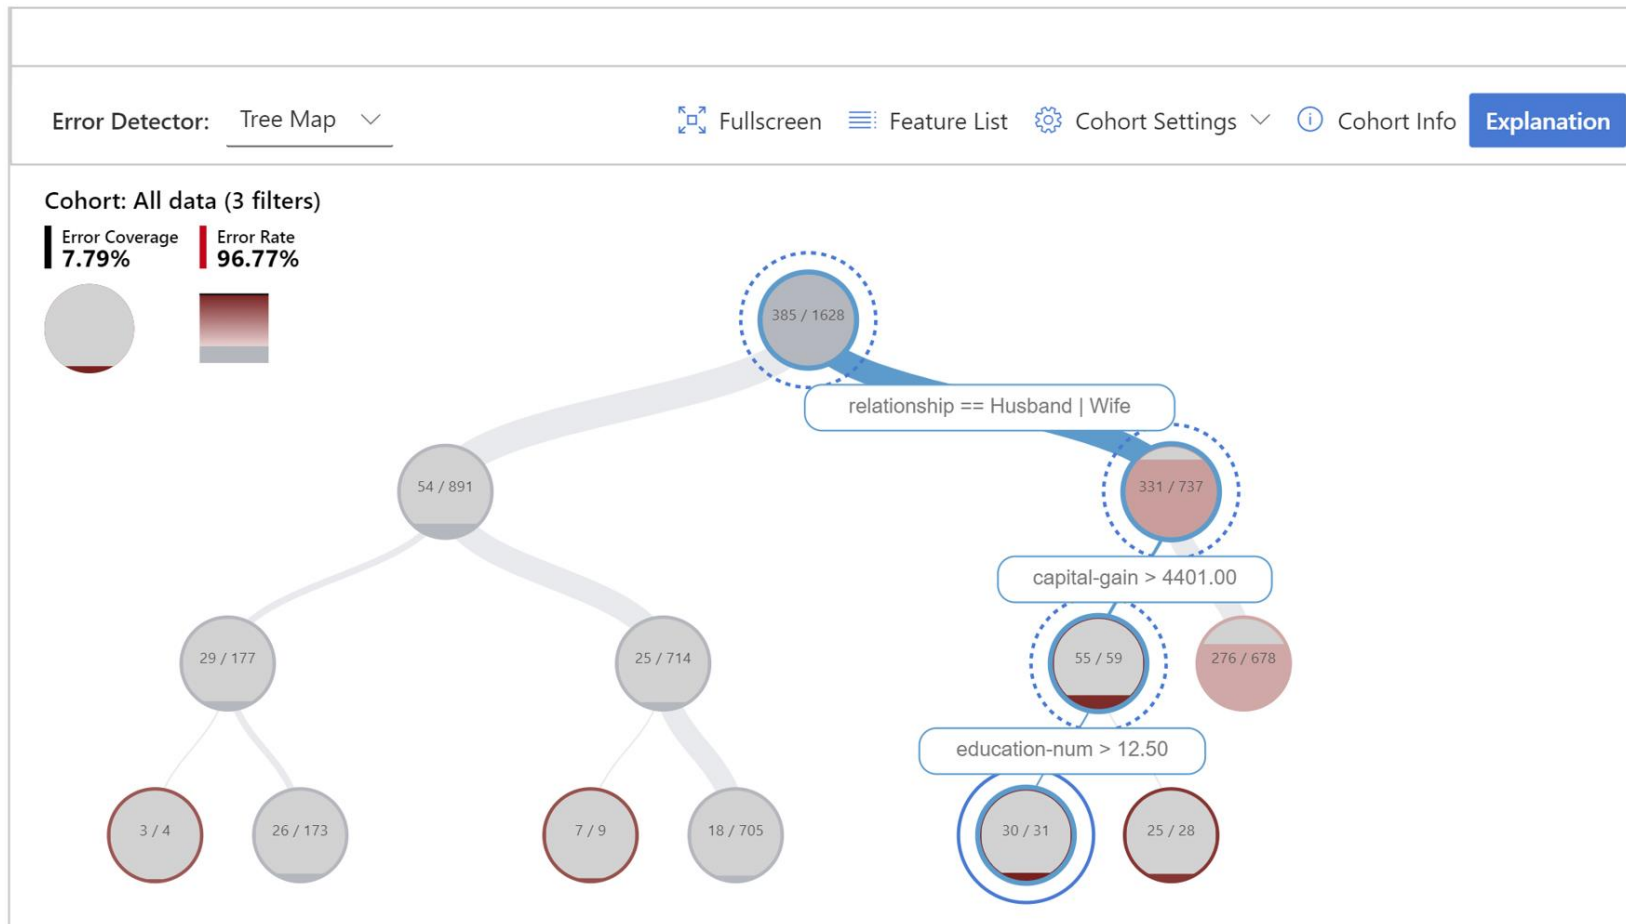 Error Detector: Tree Map
Fullscreen
Feature List
Cohort Settings
Cohort Info
Explanation
Cohort: All data (3 filters)
Error Coverage
7.79%
Error Rate
96.77%
385 / 1628
relationship == Husband | Wife
54 / 891
331 / 737
capital-gain > 4401.00
29 / 177
25 / 714
55 / 59
276 / 678
education-num > 12.50
3 / 4
26 / 173
7 / 9
18 / 705
30 / 31
25 / 28